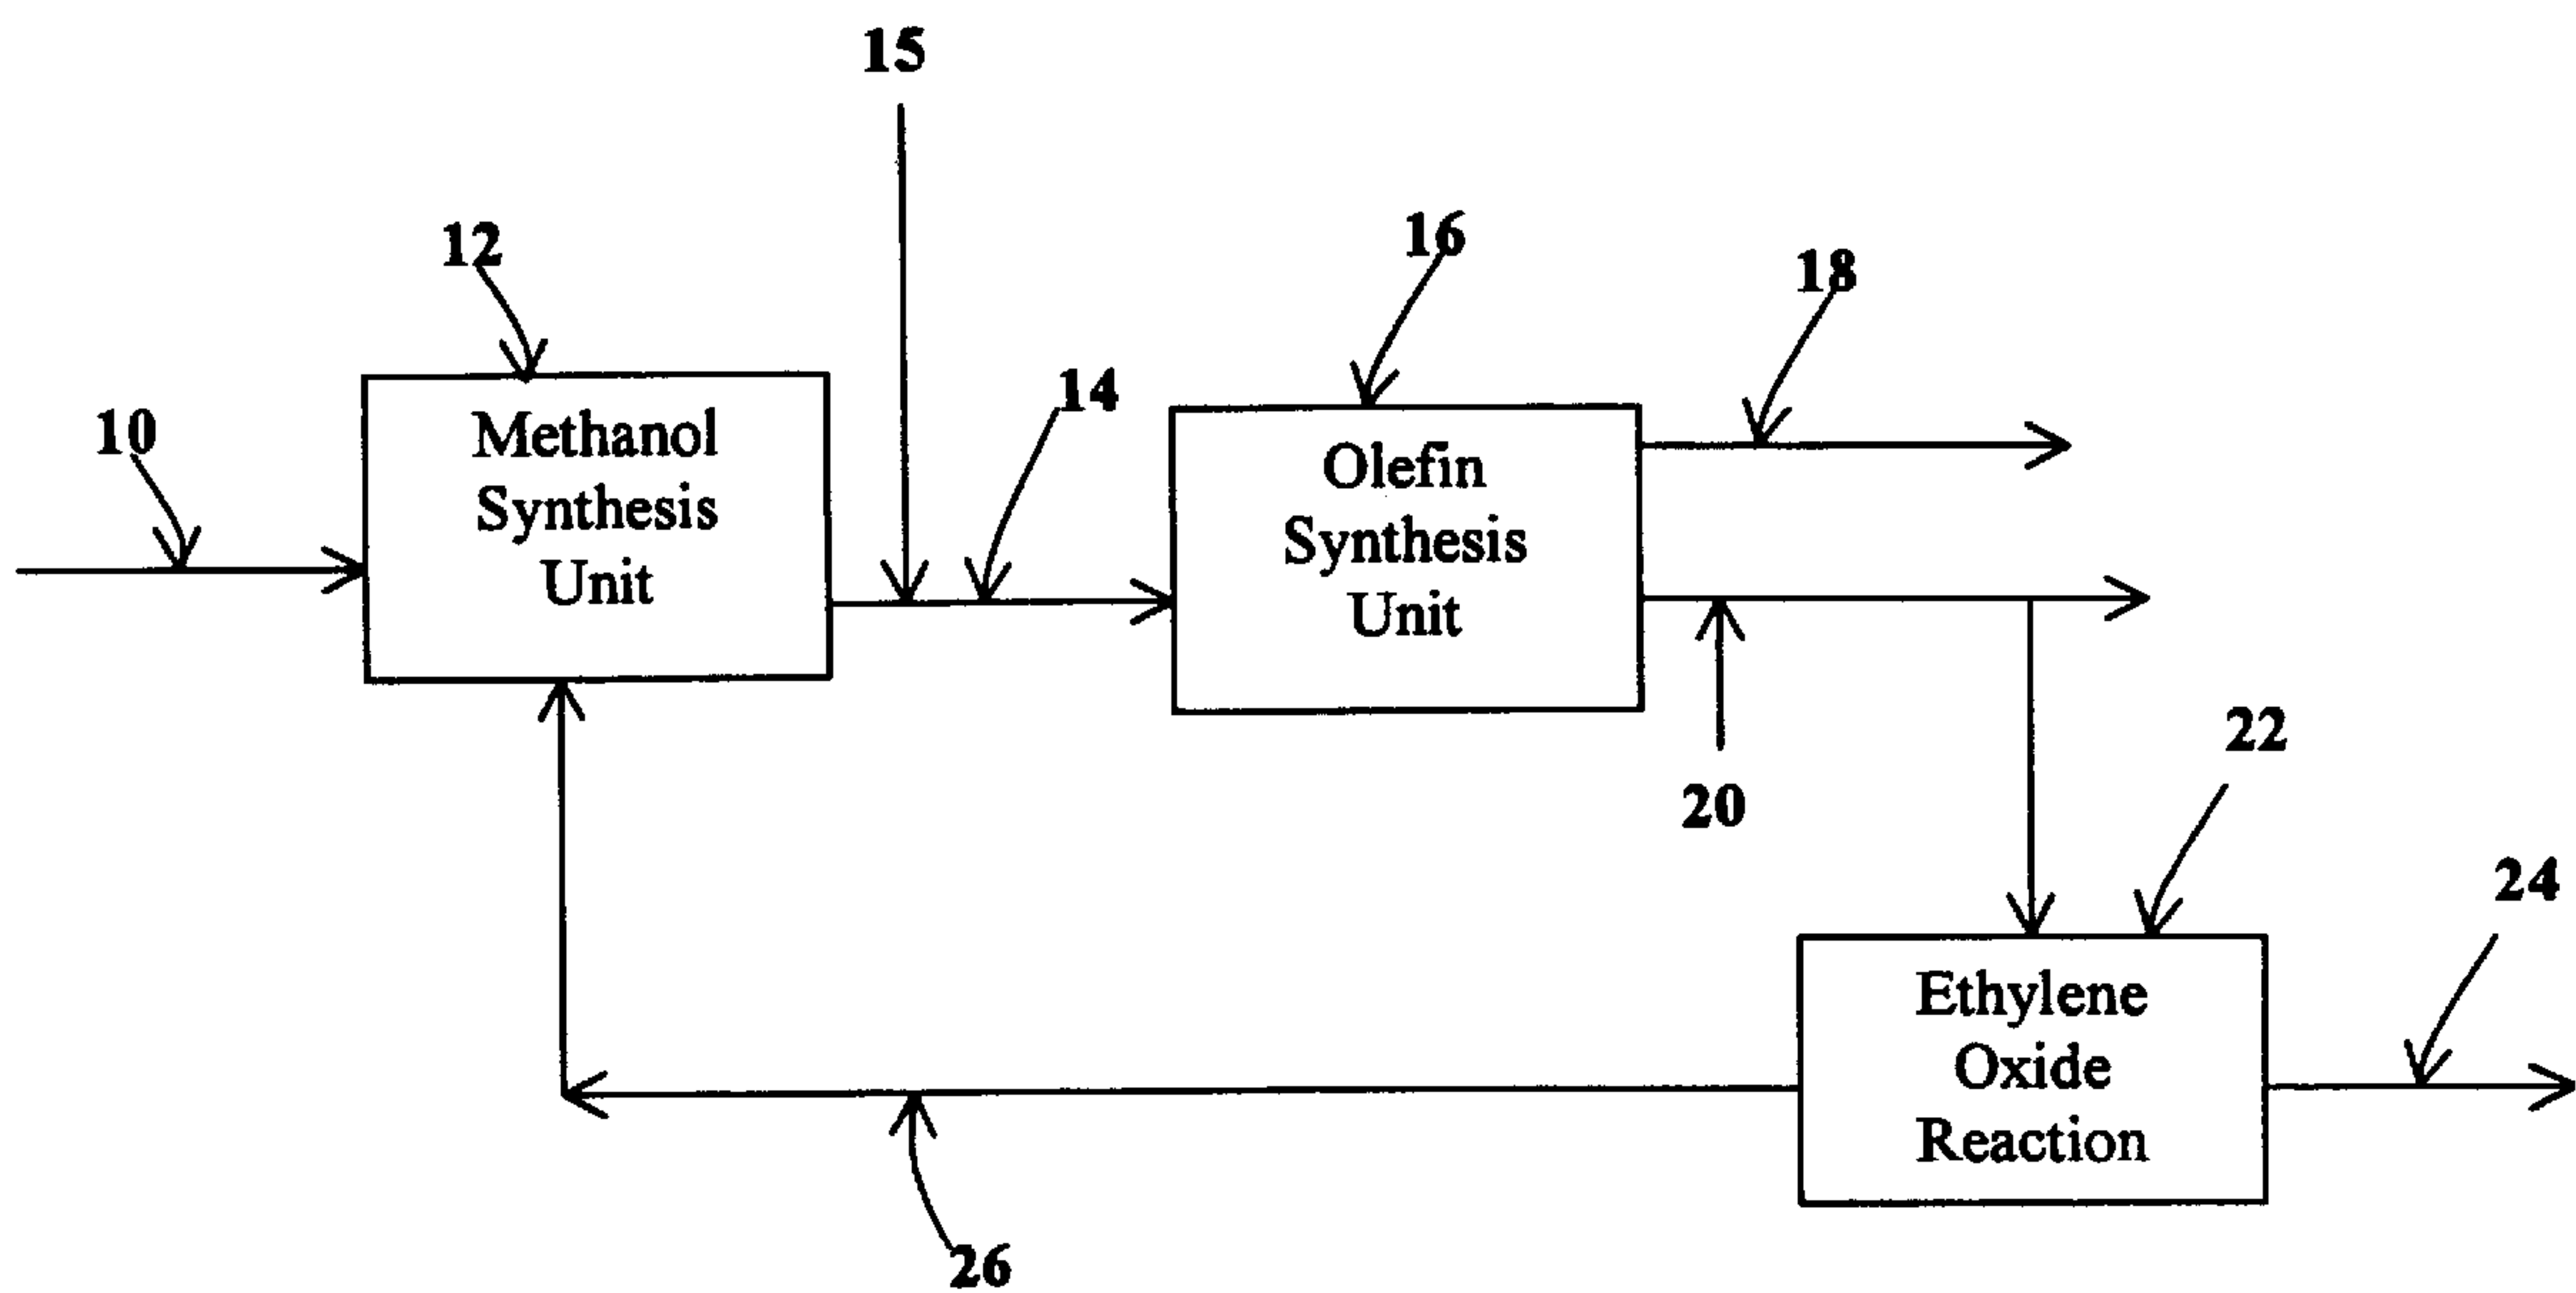 15
12
16
18
10
14
Methanol
Synthesis
Unit
Olefin
Synthesis
Unit
20
22
24
Ethylene
Oxide
Reaction
26